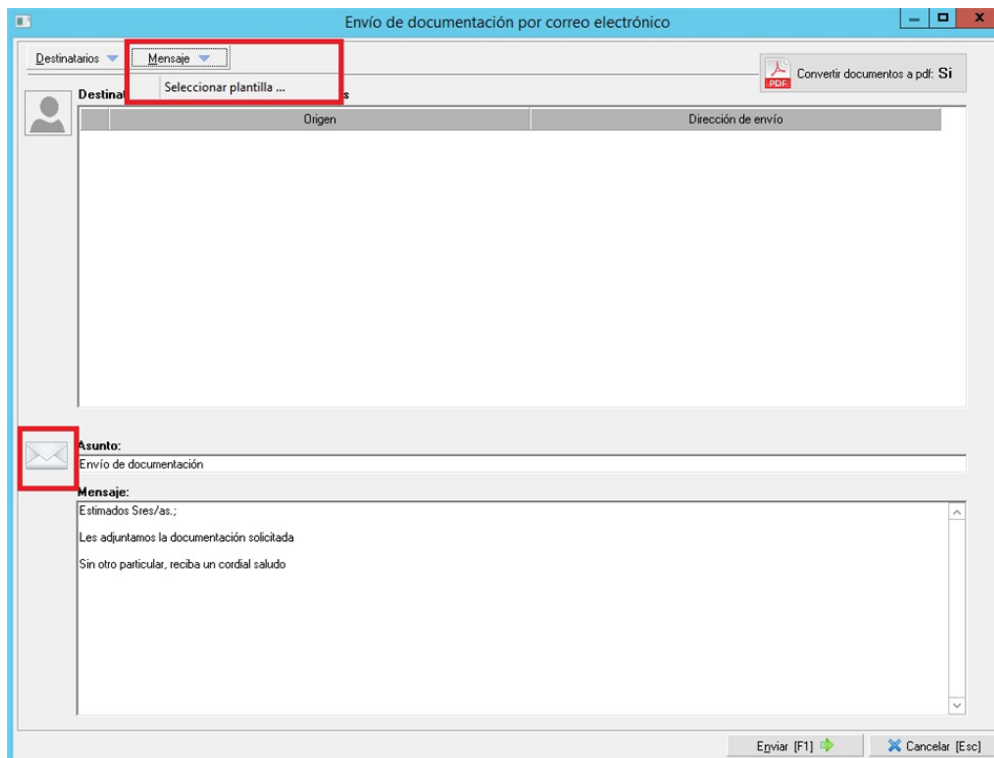 Envío de documentación por correo electrónico
Destinatarios Mensaje
Seleccionar plantilla ...
PDF
Convertir documentos a pdf: Si
Origen Dirección de envío
Asunto:
Envío de documentación
Mensaje:
Estimados Sres/as.;
Les adjuntamos la documentación solicitada
Sin otro particular, reciba un cordial saludo
Enviar [F1] Cancelar [Esc]